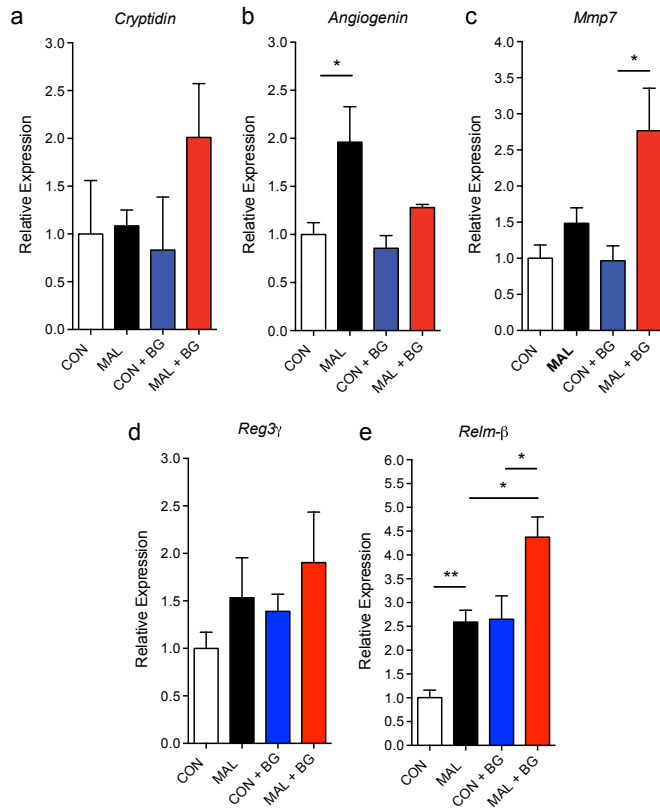 a
Cryptidin
Relative Expression
3.0
2.5
2.0
1.5
1.0
0.5
0.0
CON
MAL
CON + BG
MAL + BG
b
Angiogenin
Relative Expression
3.0
2.5
2.0
1.5
1.0
0.5
0.0
*
CON
MAL
CON + BG
MAL + BG
c
Mmp7
Relative Expression
4.0
3.5
3.0
2.5
2.0
1.5
1.0
0.5
0.0
*
CON
MAL
CON + BG
MAL + BG
d
Reg3γ
Relative Expression
3.0
2.5
2.0
1.5
1.0
0.5
0.0
CON
MAL
CON + BG
MAL + BG
e
Relm-β
Relative Expression
6.0
5.5
5.0
4.5
4.0
3.5
3.0
2.5
2.0
1.5
1.0
0.5
0.0
*
*
**
CON
MAL
CON + BG
MAL + BG